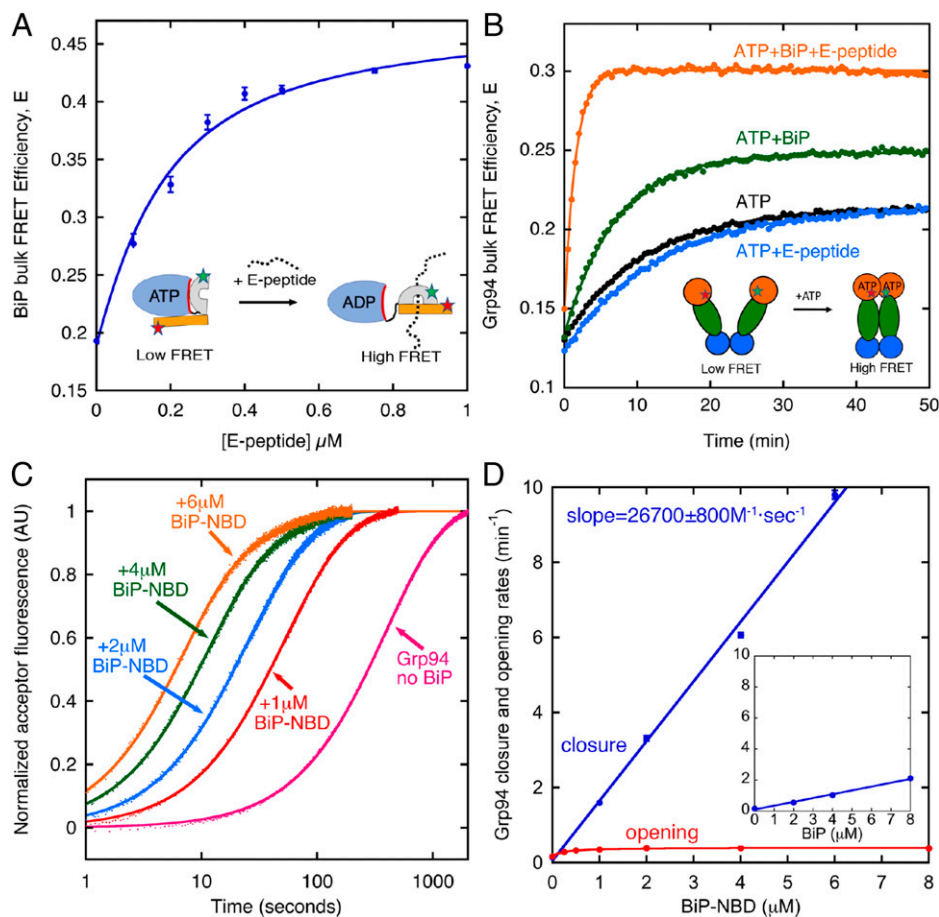 A
BiP bulk FRET Efficiency, E
0.45
0.4
0.35
0.3
0.25
0.2
0.15
ATP
+ E-peptide
ADP
Low FRET
High FRET
0
0.2
0.4
0.6
0.8
1
[E-peptide] µM
B
Grp94 bulk FRET Efficiency, E
0.3
0.25
0.2
0.15
0.1
ATP+BiP+E-peptide
ATP+BiP
ATP
ATP+E-peptide
+ATP
ATP ATP
Low FRET
High FRET
0
10
20
30
40
50
Time (min)
C
Normalized acceptor fluorescence (AU)
1
0.8
0.6
0.4
0.2
0
+6µM
BiP-NBD
+4µM
BiP-NBD
+2µM
BiP-NBD
+1µM
BiP-NBD
Grp94
no BiP
1
10
100
1000
Time (seconds)
D
Grp94 closure and opening rates (min⁻¹)
10
8
6
4
2
0
slope=26700±800M⁻¹·sec⁻¹
closure
opening
10
8
6
4
2
0
0
2
4
6
8
BiP (µM)
0
1
2
3
4
5
6
7
8
BiP-NBD (µM)